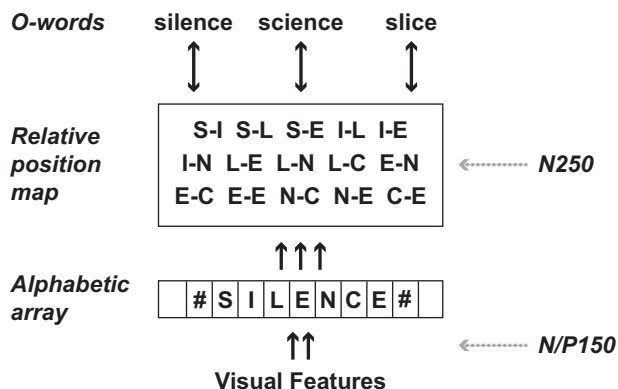 O-words silence science slice
Relative position map
S-I S-L S-E I-L I-E
I-N L-E L-N L-C E-N
E-C E-E N-C N-E C-E
N250
Alphabetic array
# S I L E N C E #
N/P150
Visual Features